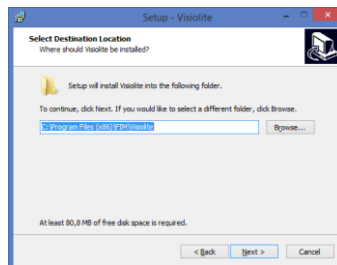 Setup - Visiolite
Select Destination Location
Where should Visiolite be installed?
Setup will install Visiolite into the following folder.
To continue, click Next. If you would like to select a different folder, click Browse.
C:\Program Files (x86)\FIM\Visiolite
Browse...
At least 80,8 MB of free disk space is required.
< Back
Next >
Cancel